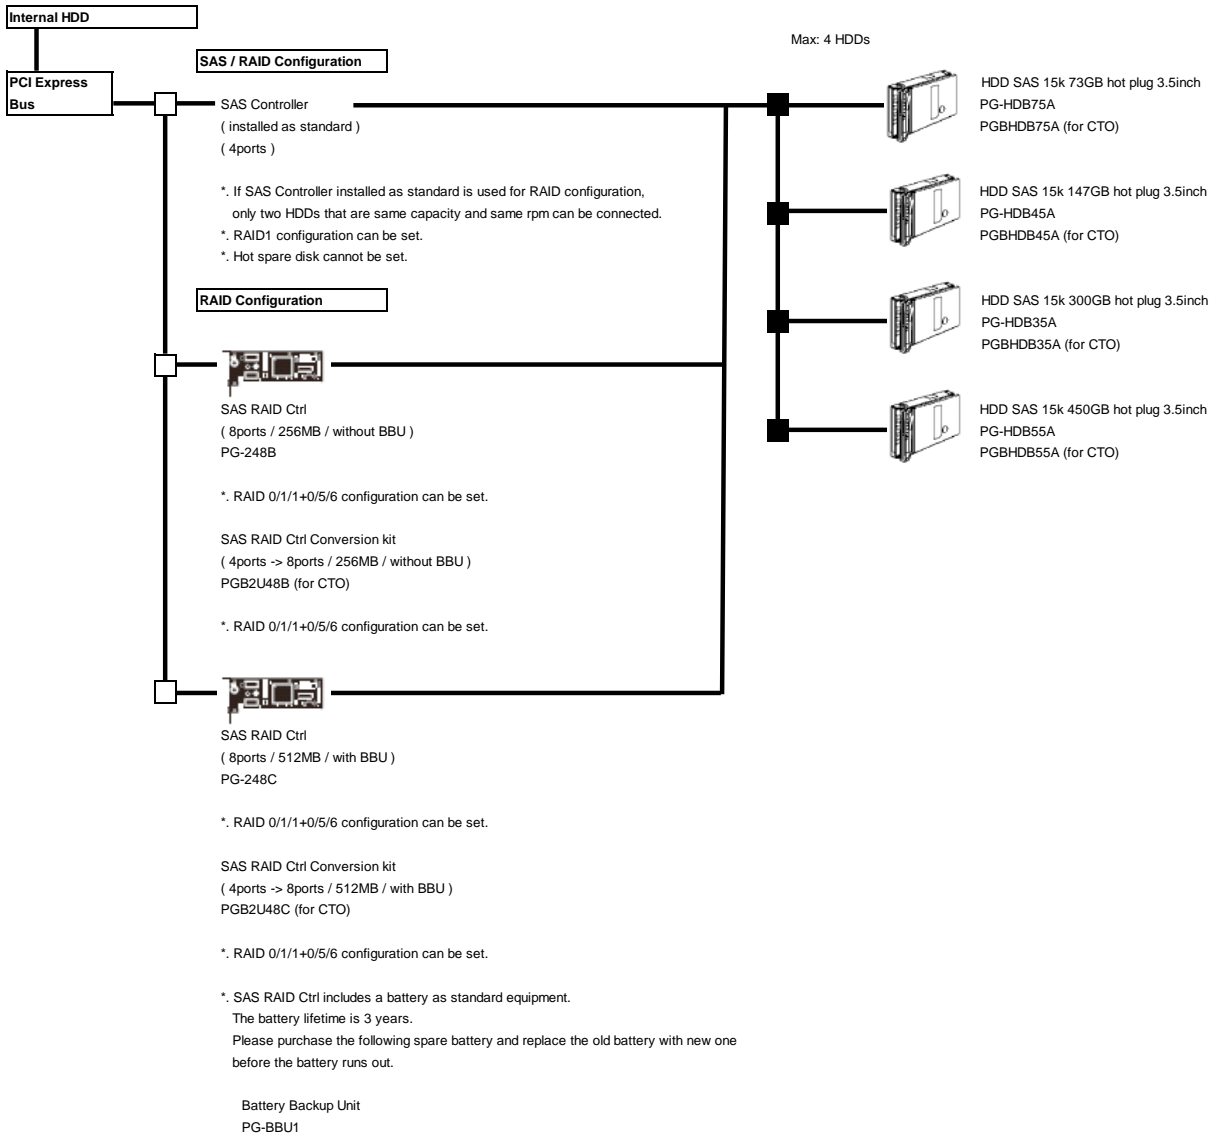 Internal HDD
Max: 4 HDDs
SAS / RAID Configuration
PCI Express
Bus
SAS Controller
( installed as standard )
( 4ports )
*. If SAS Controller installed as standard is used for RAID configuration,
only two HDDs that are same capacity and same rpm can be connected.
*. RAID1 configuration can be set.
*. Hot spare disk cannot be set.
HDD SAS 15k 73GB hot plug 3.5inch
PG-HDB75A
PGBHDB75A (for CTO)
HDD SAS 15k 147GB hot plug 3.5inch
PG-HDB45A
PGBHDB45A (for CTO)
HDD SAS 15k 300GB hot plug 3.5inch
PG-HDB35A
PGBHDB35A (for CTO)
HDD SAS 15k 450GB hot plug 3.5inch
PG-HDB55A
PGBHDB55A (for CTO)
RAID Configuration
SAS RAID Ctrl
( 8ports / 256MB / without BBU )
PG-248B
*. RAID 0/1/1+0/5/6 configuration can be set.
SAS RAID Ctrl Conversion kit
( 4ports -> 8ports / 256MB / without BBU )
PGB2U48B (for CTO)
*. RAID 0/1/1+0/5/6 configuration can be set.
SAS RAID Ctrl
( 8ports / 512MB / with BBU )
PG-248C
*. RAID 0/1/1+0/5/6 configuration can be set.
SAS RAID Ctrl Conversion kit
( 4ports -> 8ports / 512MB / with BBU )
PGB2U48C (for CTO)
*. RAID 0/1/1+0/5/6 configuration can be set.
*. SAS RAID Ctrl includes a battery as standard equipment.
The battery lifetime is 3 years.
Please purchase the following spare battery and replace the old battery with new one
before the battery runs out.
Battery Backup Unit
PG-BBU1